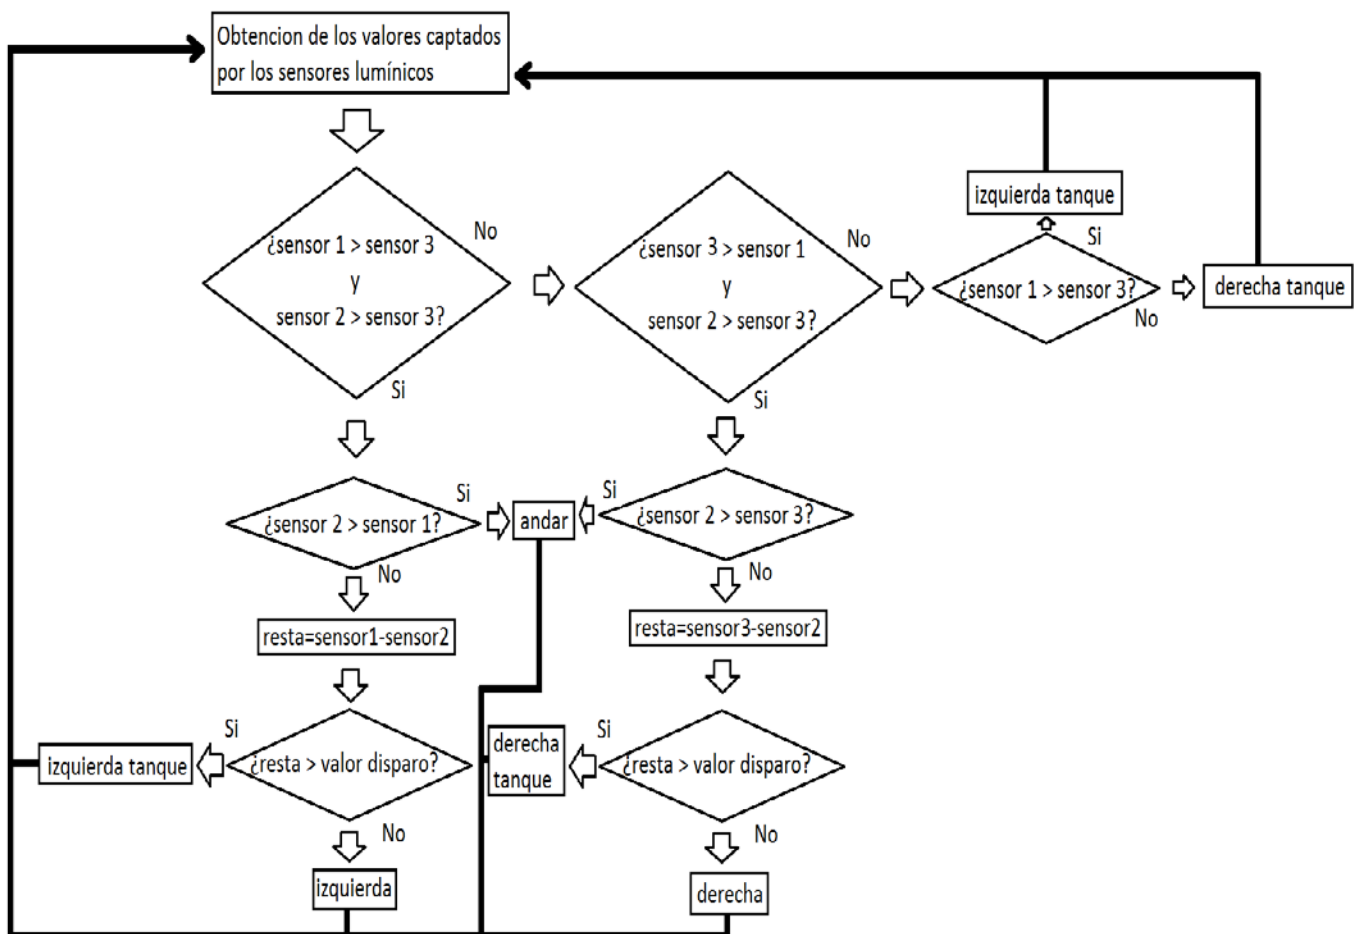 Obtencion de los valores captados
por los sensores lumínicos
¿sensor 1 > sensor 3
y
sensor 2 > sensor 3?
No
Si
¿sensor 3 > sensor 1
y
sensor 2 > sensor 3?
No
Si
izquierda tanque
Si
¿sensor 1 > sensor 3?
No
derecha tanque
¿sensor 2 > sensor 1?
Si
No
andar
Si
¿sensor 2 > sensor 3?
No
resta=sensor1-sensor2
resta=sensor3-sensor2
Si
izquierda tanque
¿resta > valor disparo?
No
derecha
tanque
Si
¿resta > valor disparo?
No
izquierda
derecha